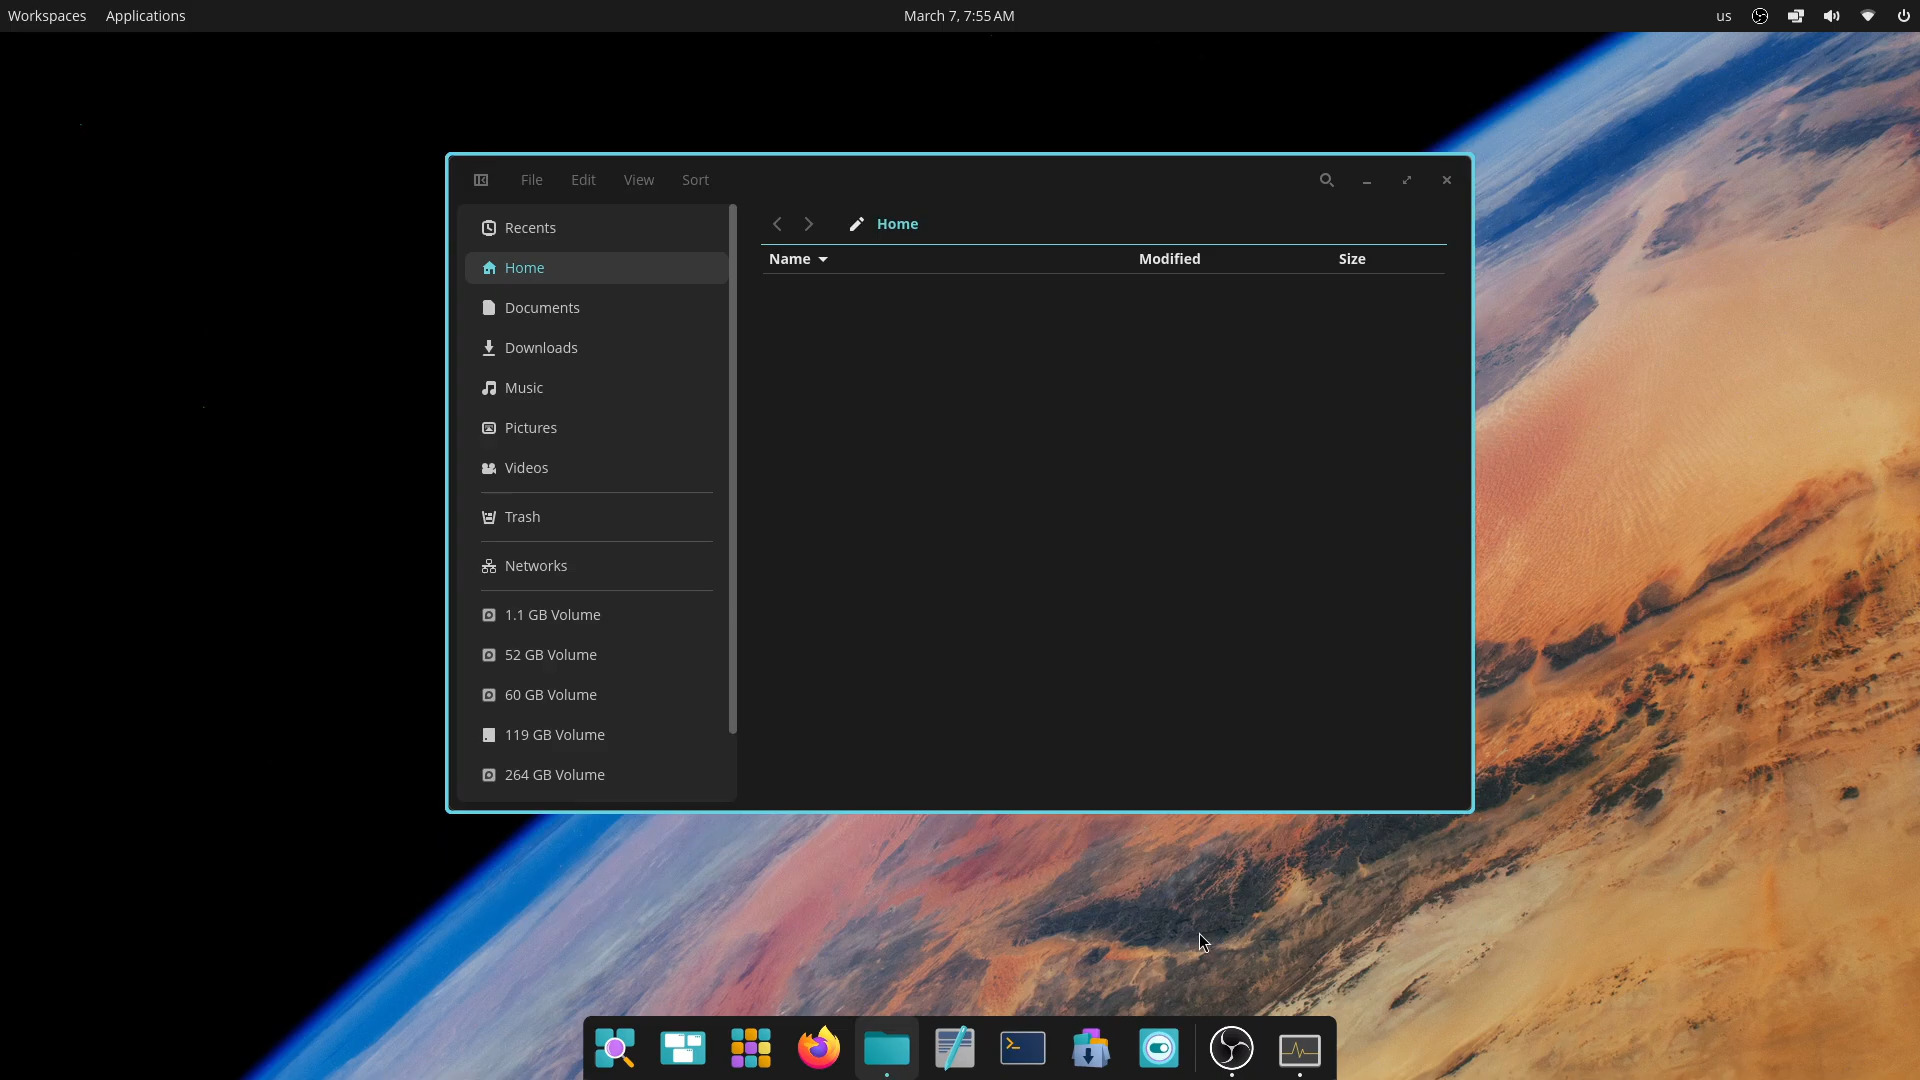 Workspaces Applications March 7, 7:55 AM us
File Edit View Sort
Recents
Home
Documents
Downloads
Music
Pictures
Videos
Trash
Networks
1.1 GB Volume
52 GB Volume
60 GB Volume
119 GB Volume
264 GB Volume
Home
Name Modified Size